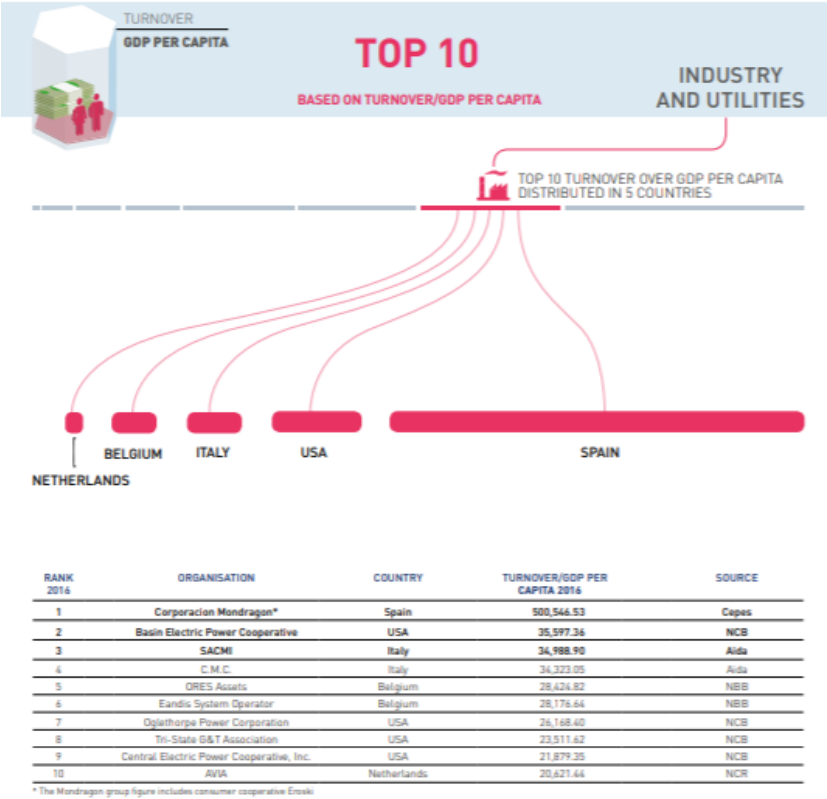 TURNOVER
GDP PER CAPITA
TOP 10
BASED ON TURNOVER/GDP PER CAPITA
INDUSTRY
AND UTILITIES
TOP 10 TURNOVER OVER GDP PER CAPITA
DISTRIBUTED IN 5 COUNTRIES
BELGIUM ITALY USA SPAIN
NETHERLANDS
RANK 2016 ORGANISATION COUNTRY TURNOVER/GDP PER CAPITA 2016 SOURCE
1 Corporacion Mondragon* Spain 500,546.53 Cepes
2 Basin Electric Power Cooperative USA 35,597.36 NCB
3 SACMI Italy 34,988.90 Aida
4 C.M.C. Italy 34,323.05 Aida
5 ORES Assets Belgium 28,424.82 NBB
6 Eandis System Operator Belgium 28,176.64 NBB
7 Oglethorpe Power Corporation USA 26,168.40 NCB
8 Tri-State G&T Association USA 23,511.62 NCB
9 Central Electric Power Cooperative, Inc. USA 21,879.35 NCB
10 AVIA Netherlands 20,621.44 NCR
* The Mondragon group figure includes consumer cooperative Eroski